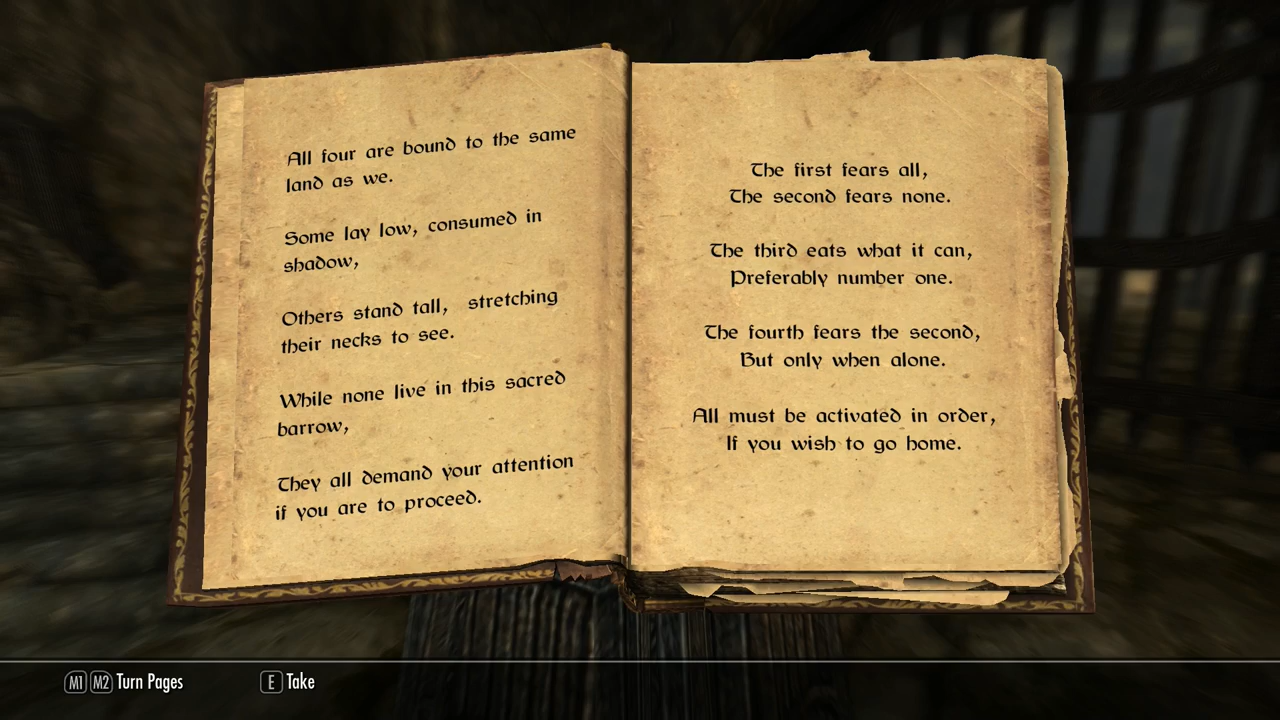 All four are bound to the same
land as we.
Some lay low, consumed in
shadow,
Others stand tall, stretching
their necks to see.
While none live in this sacred
barrow,
They all demand your attention
if you are to proceed.
The first fears all,
The second fears none.
The third eats what it can,
Preferably number one.
The fourth fears the second,
But only when alone.
All must be activated in order,
If you wish to go home.
M1 M2 Turn Pages
E Take